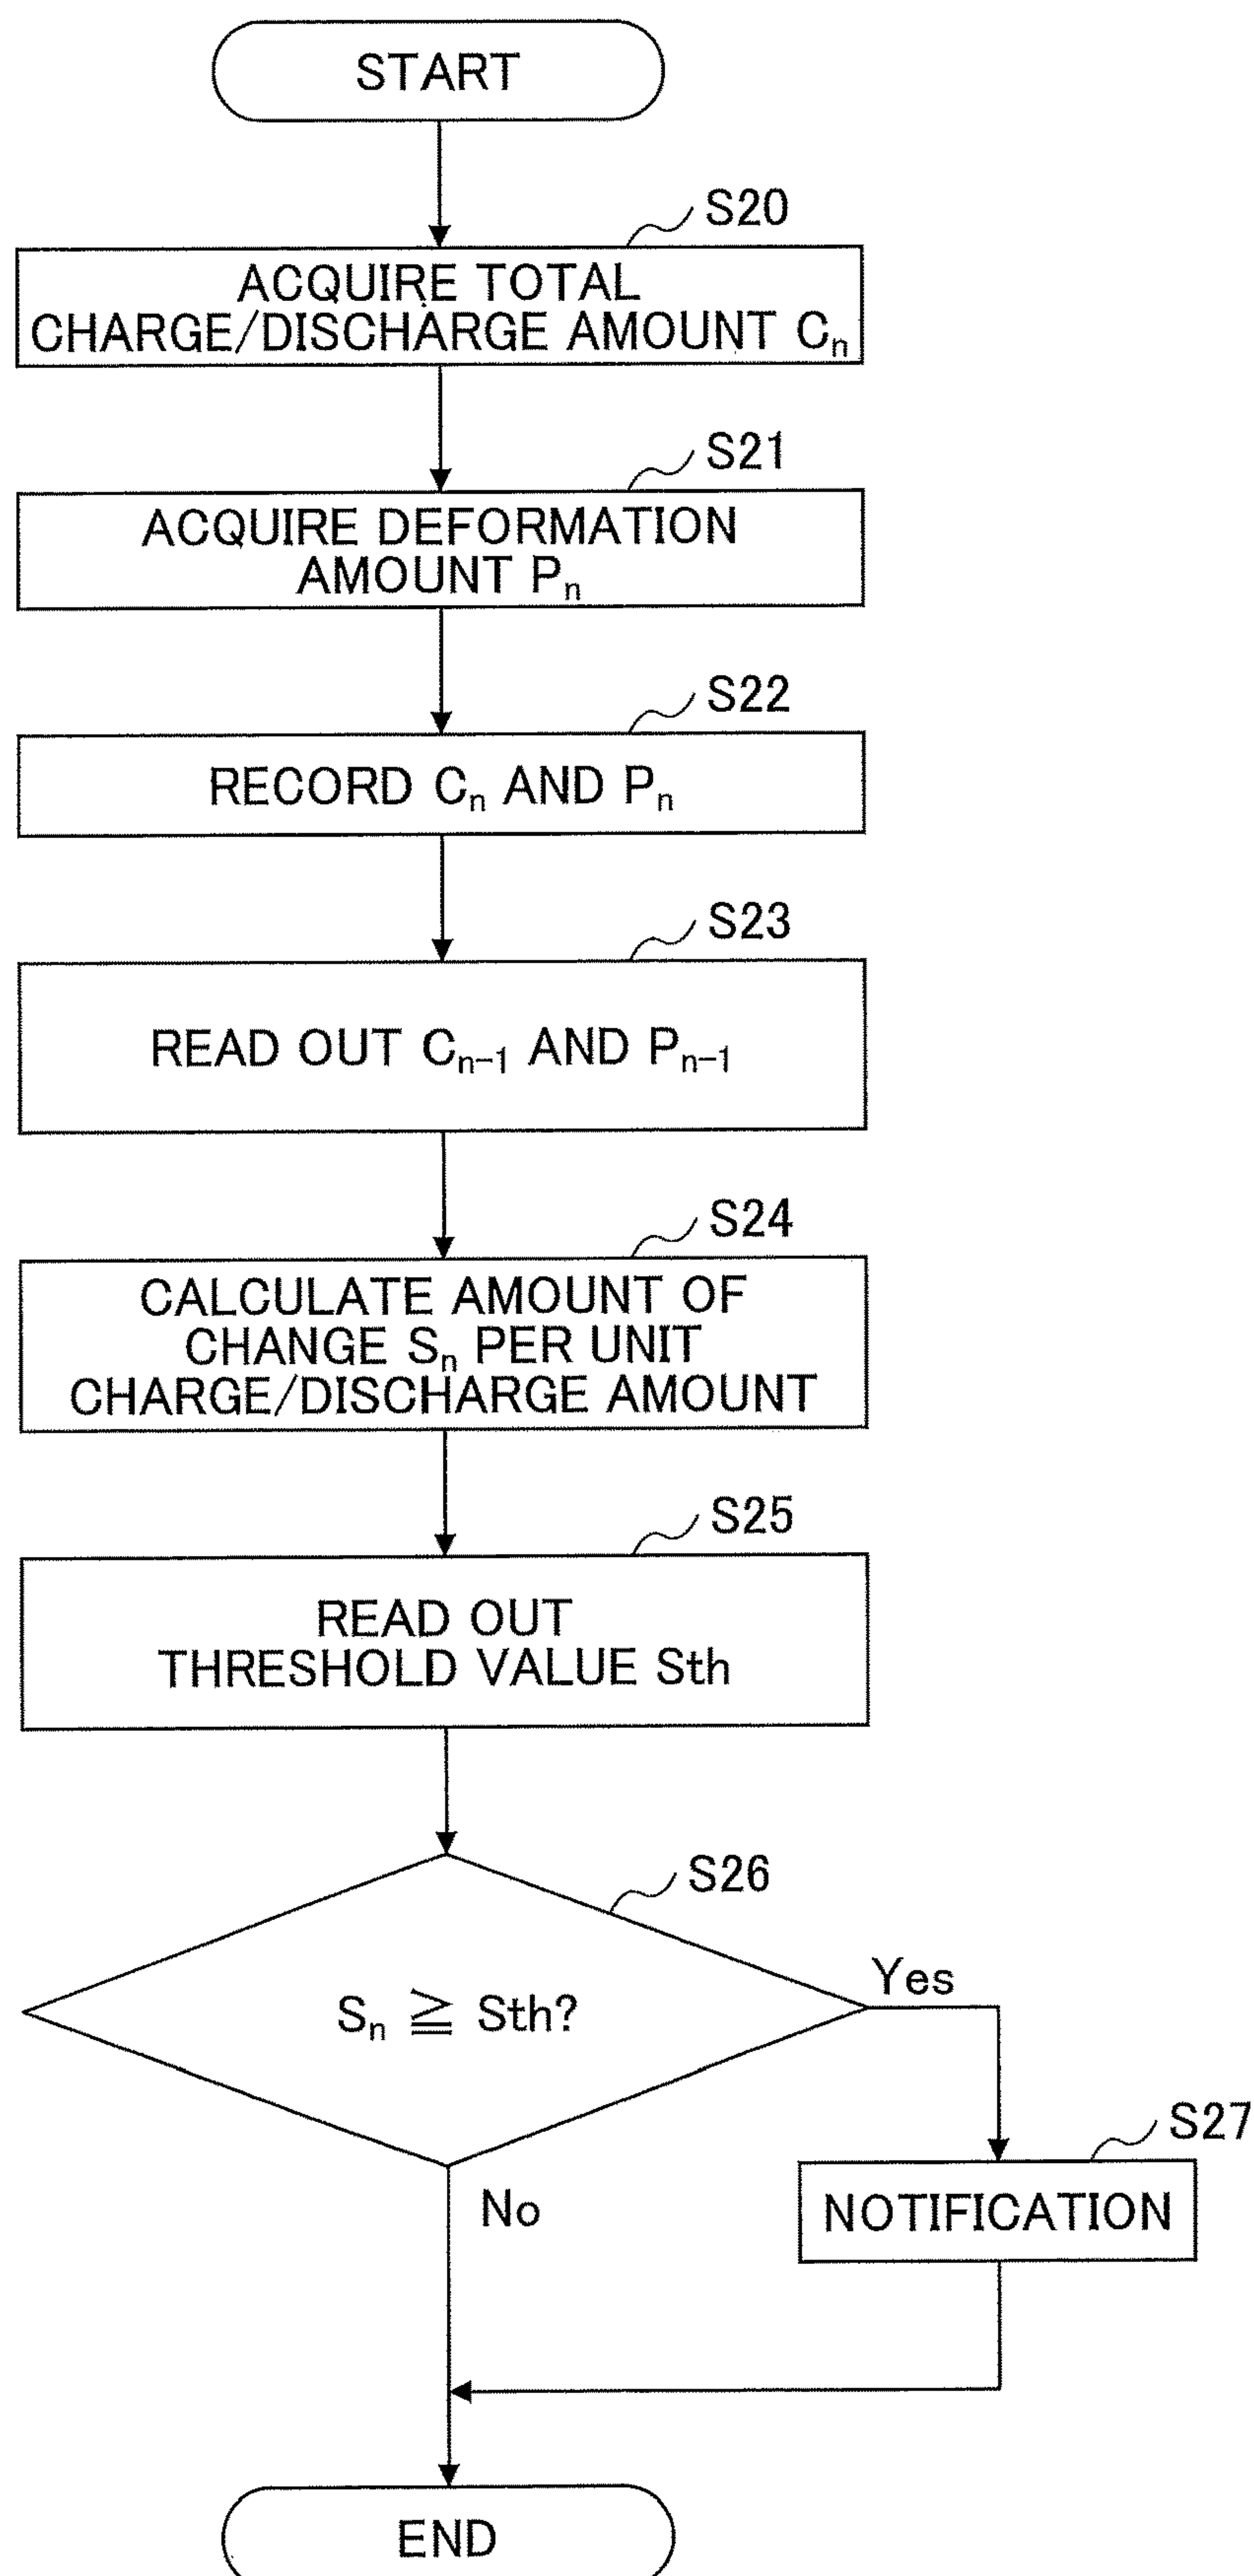 START
S20
ACQUIRE TOTAL
CHARGE/DISCHARGE AMOUNT Cn
S21
ACQUIRE DEFORMATION
AMOUNT Pn
S22
RECORD Cn AND Pn
S23
READ OUT Cn-1 AND Pn-1
S24
CALCULATE AMOUNT OF
CHANGE Sn PER UNIT
CHARGE/DISCHARGE AMOUNT
S25
READ OUT
THRESHOLD VALUE Sth
S26
Sn ≧ Sth?
Yes
S27
NOTIFICATION
No
END